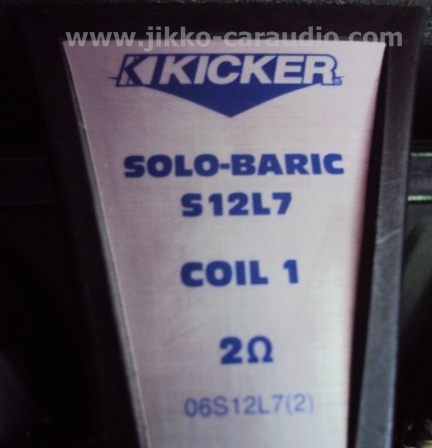 www.jikko-caraudio.com
KICKER
SOLO-BARIC
S12L7
COIL 1
2Ω
06S12L7(2)